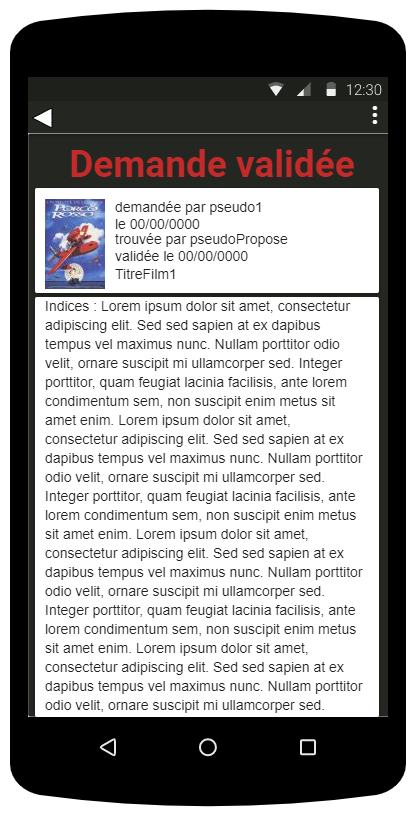 12:30
Demande validée
PORCO
ROSSO
demandée par pseudo1
le 00/00/0000
trouvée par pseudoPropose
validée le 00/00/0000
TitreFilm1
Indices : Lorem ipsum dolor sit amet, consectetur
adipiscing elit. Sed sed sapien at ex dapibus
tempus vel maximus nunc. Nullam porttitor odio
velit, ornare suscipit mi ullamcorper sed. Integer
porttitor, quam feugiat lacinia facilisis, ante lorem
condimentum sem, non suscipit enim metus sit
amet enim. Lorem ipsum dolor sit amet,
consectetur adipiscing elit. Sed sed sapien at ex
dapibus tempus vel maximus nunc. Nullam porttitor
odio velit, ornare suscipit mi ullamcorper sed.
Integer porttitor, quam feugiat lacinia facilisis, ante
lorem condimentum sem, non suscipit enim metus
sit amet enim. Lorem ipsum dolor sit amet,
consectetur adipiscing elit. Sed sed sapien at ex
dapibus tempus vel maximus nunc. Nullam porttitor
odio velit, ornare suscipit mi ullamcorper sed.
Integer porttitor, quam feugiat lacinia facilisis, ante
lorem condimentum sem, non suscipit enim metus
sit amet enim. Lorem ipsum dolor sit amet,
consectetur adipiscing elit. Sed sed sapien at ex
dapibus tempus vel maximus nunc. Nullam porttitor
odio velit, ornare suscipit mi ullamcorper sed.